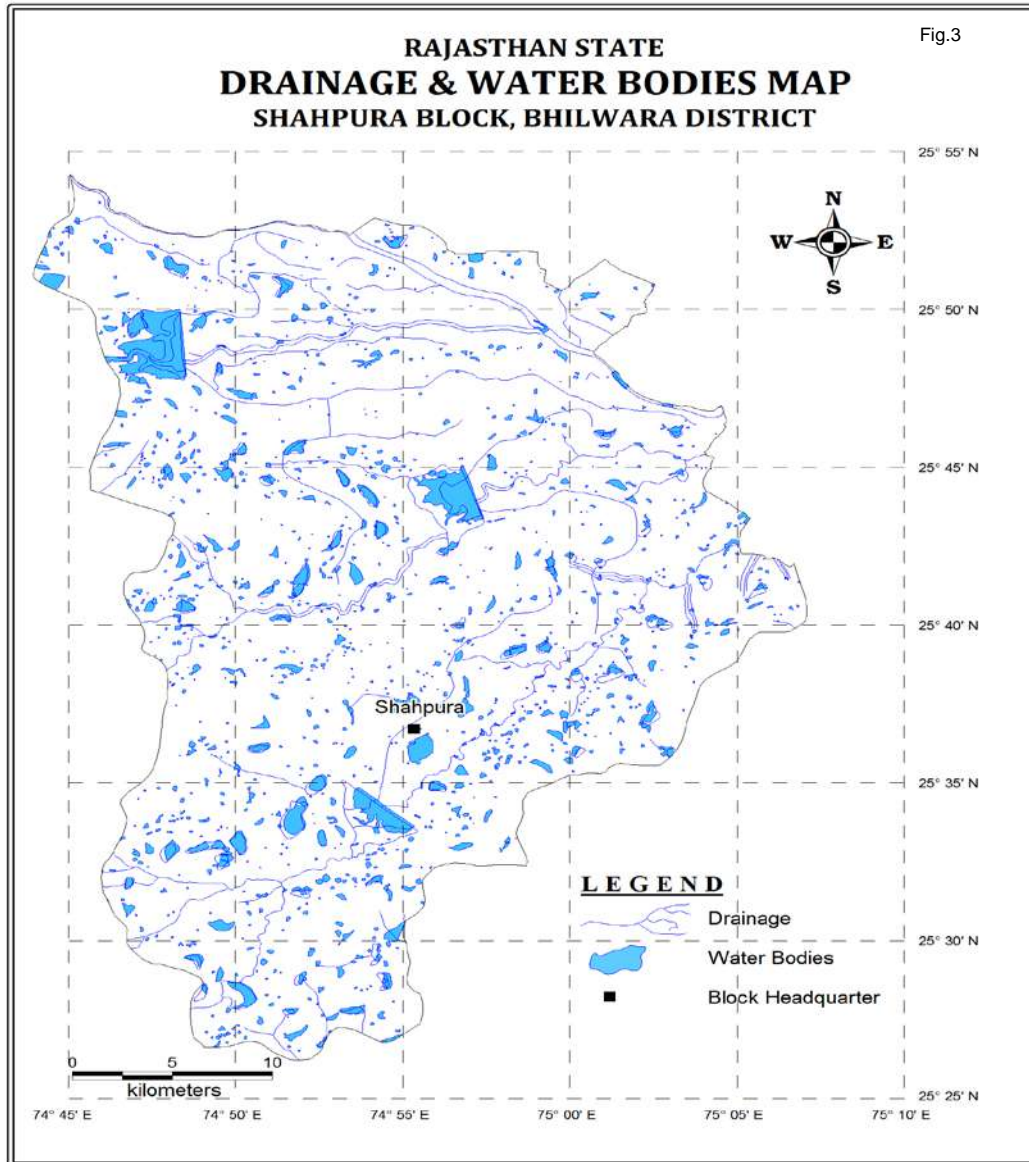 Fig.3
RAJASTHAN STATE
DRAINAGE & WATER BODIES MAP
SHAHPURA BLOCK, BHILWARA DISTRICT
25° 55' N
N
W E
S
25° 50' N
25° 45' N
25° 40' N
Shahpura
25° 35' N
LEGEND
Drainage
25° 30' N
Water Bodies
Block Headquarter
0 5 10
kilometers
25° 25' N
74° 45' E 74° 50' E 74° 55' E 75° 00' E 75° 05' E 75° 10' E